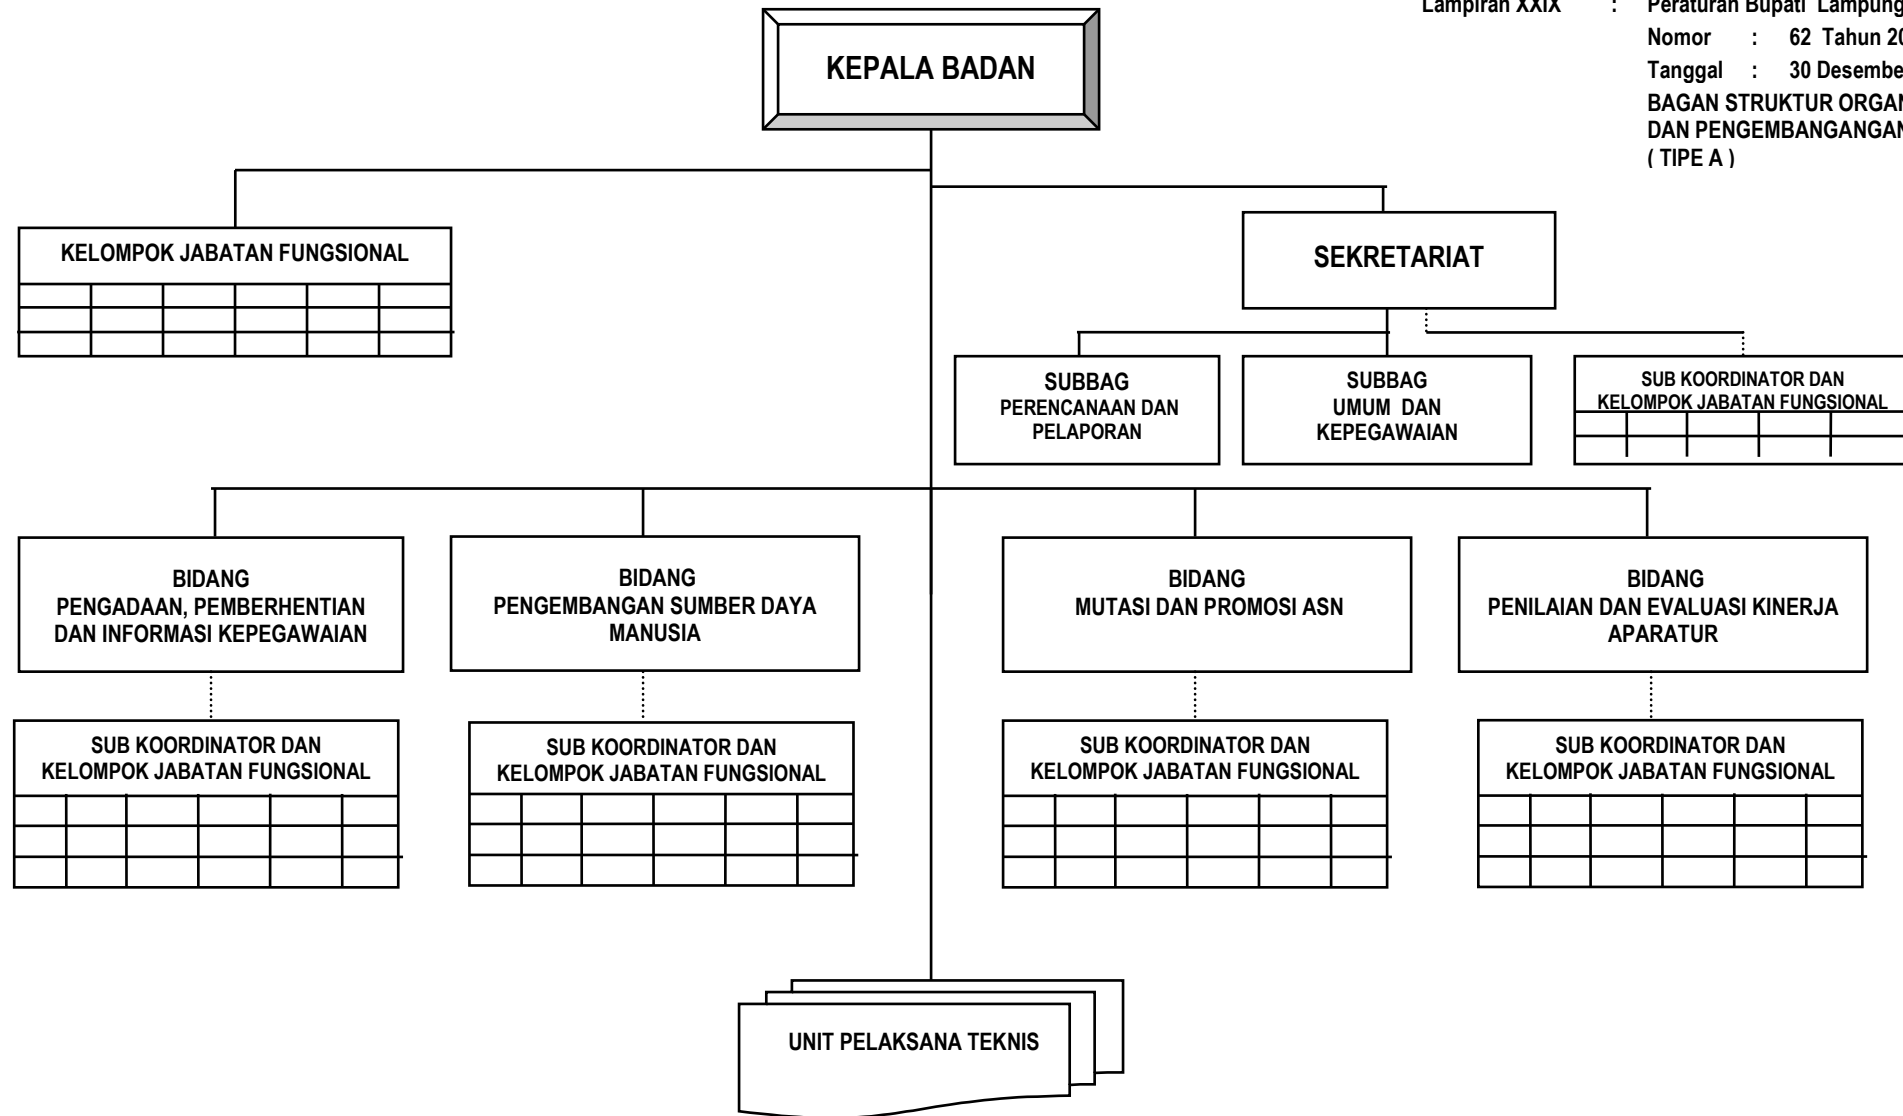 Lampiran XXIX : Peraturan Bupati Lampung
Nomor : 62 Tahun 20
Tanggal : 30 Desembe
BAGAN STRUKTUR ORGAN
DAN PENGEMBANGANGAN
( TIPE A )
KEPALA BADAN
KELOMPOK JABATAN FUNGSIONAL
SEKRETARIAT
SUBBAG
PERENCANAAN DAN
PELAPORAN
SUBBAG
UMUM DAN
KEPEGAWAIAN
SUB KOORDINATOR DAN
KELOMPOK JABATAN FUNGSIONAL
BIDANG
PENGADAAN, PEMBERHENTIAN
DAN INFORMASI KEPEGAWAIAN
BIDANG
PENGEMBANGAN SUMBER DAYA
MANUSIA
BIDANG
MUTASI DAN PROMOSI ASN
BIDANG
PENILAIAN DAN EVALUASI KINERJA
APARATUR
SUB KOORDINATOR DAN
KELOMPOK JABATAN FUNGSIONAL
SUB KOORDINATOR DAN
KELOMPOK JABATAN FUNGSIONAL
SUB KOORDINATOR DAN
KELOMPOK JABATAN FUNGSIONAL
SUB KOORDINATOR DAN
KELOMPOK JABATAN FUNGSIONAL
UNIT PELAKSANA TEKNIS